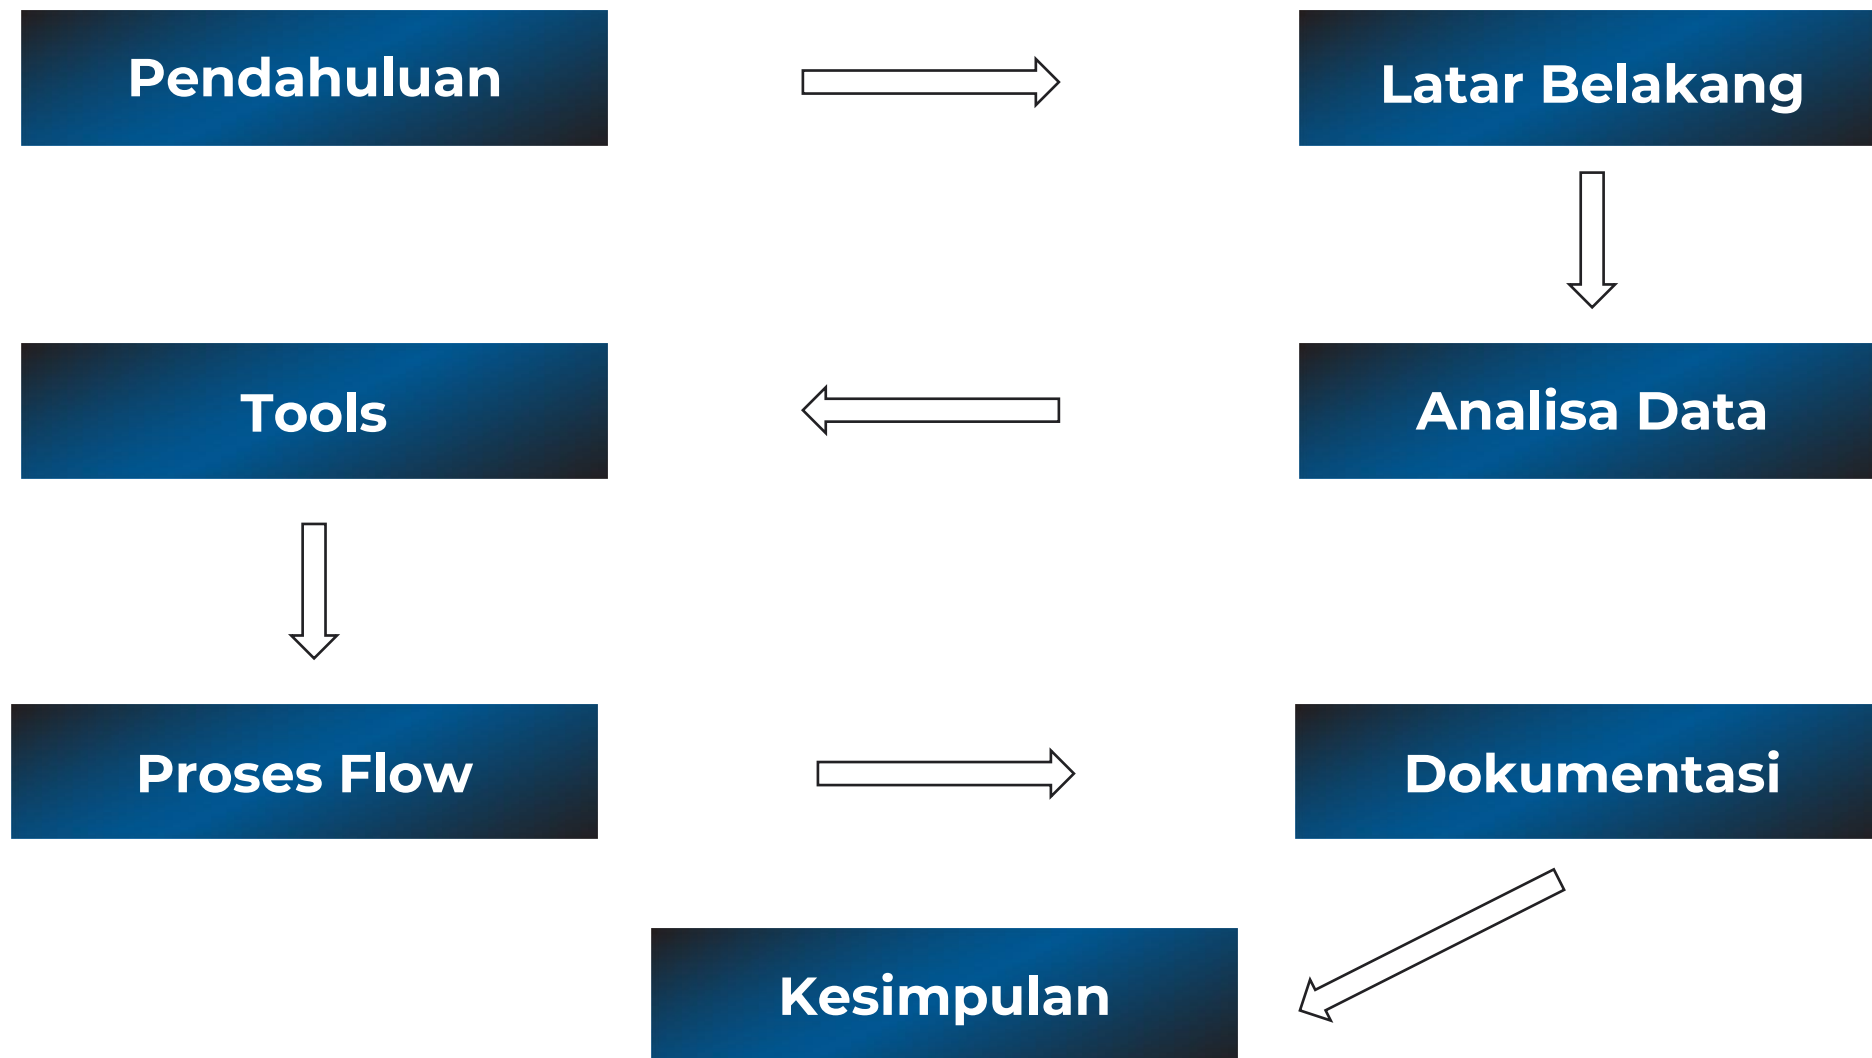 Pendahuluan
Latar Belakang
Analisa Data
Tools
Proses Flow
Dokumentasi
Kesimpulan